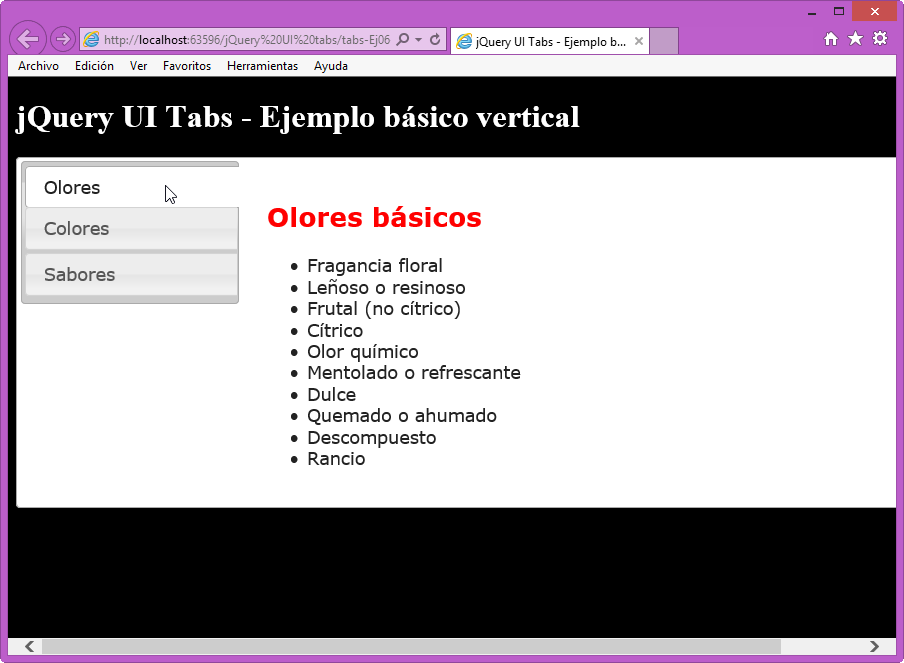 http://localhost:63596/jQuery%20UI%20tabs/tabs-Ej06
jQuery UI Tabs - Ejemplo b...
Archivo Edición Ver Favoritos Herramientas Ayuda
jQuery UI Tabs - Ejemplo básico vertical
Olores
Colores
Sabores
Olores básicos
Fragancia floral
Leñoso o resinoso
Frutal (no cítrico)
Cítrico
Olor químico
Mentolado o refrescante
Dulce
Quemado o ahumado
Descompuesto
Rancio